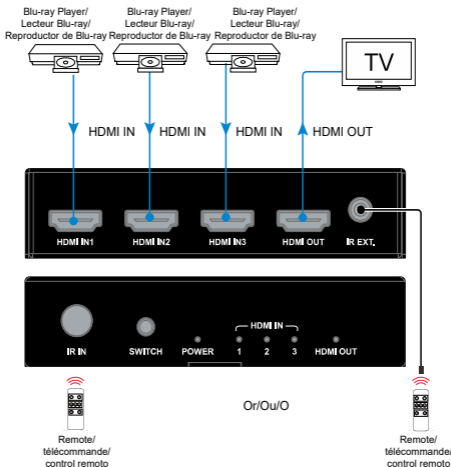 Blu-ray Player/
Lecteur Blu-ray/
Reproductor de Blu-ray
Blu-ray Player/
Lecteur Blu-ray/
Reproductor de Blu-ray
Blu-ray Player/
Lecteur Blu-ray/
Reproductor de Blu-ray
TV
HDMI IN
HDMI IN
HDMI IN
HDMI OUT
HDMI IN1
HDMI IN2
HDMI IN3
HDMI OUT
IR EXT.
HDMI IN
IR IN
SWITCH
POWER
1
2
3
HDMI OUT
Or/Ou/O
Remote/
télécommande/
control remoto
Remote/
télécommande/
control remoto